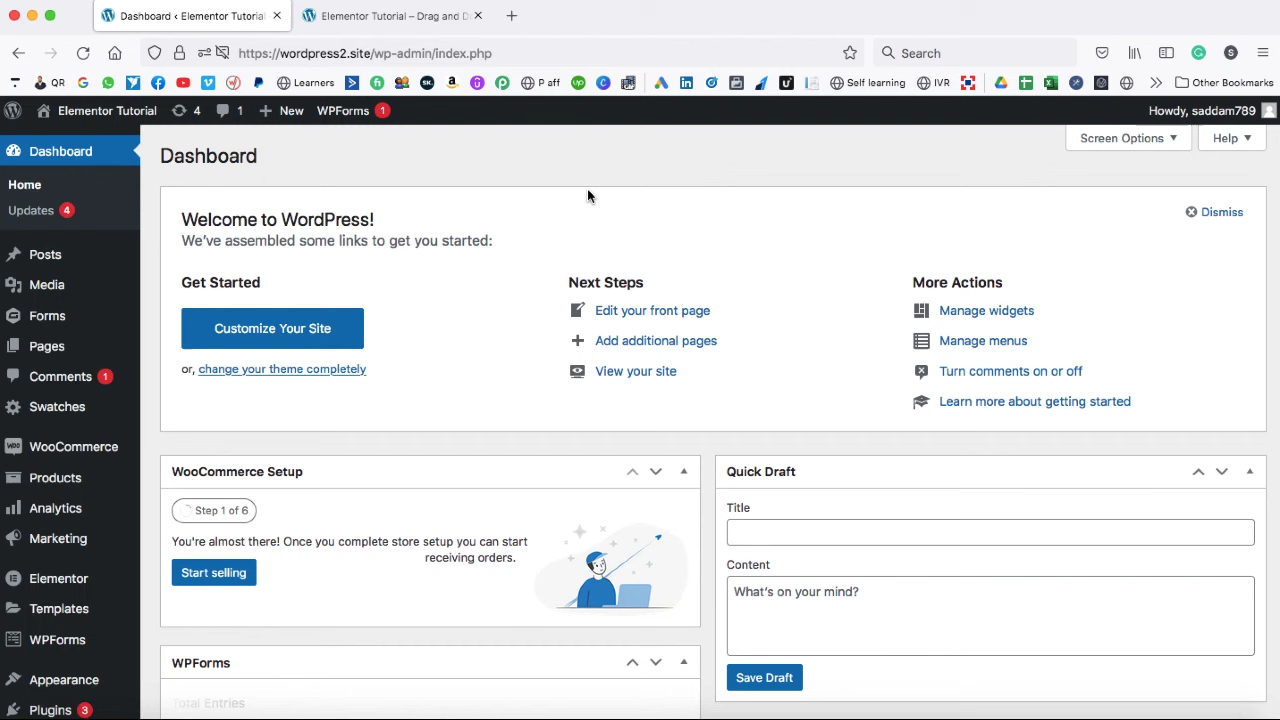 Dashboard ‹ Elementor Tutorial
Elementor Tutorial – Drag and D
https://wordpress2.site/wp-admin/index.php
Search
QR
Learners
P aff
Self learning
IVR
Other Bookmarks
Elementor Tutorial
4
1
New
WPForms 1
Howdy, saddam789
Dashboard
Home
Updates 4
Posts
Media
Forms
Pages
Comments 1
Swatches
WooCommerce
Products
Analytics
Marketing
Elementor
Templates
WPForms
Appearance
Plugins 3
Screen Options
Help
Dashboard
Welcome to WordPress!
We've assembled some links to get you started:
Dismiss
Get Started
Customize Your Site
or, change your theme completely
Next Steps
Edit your front page
Add additional pages
View your site
More Actions
Manage widgets
Manage menus
Turn comments on or off
Learn more about getting started
WooCommerce Setup
Step 1 of 6
You're almost there! Once you complete store setup you can start
receiving orders.
Start selling
WPForms
Total Entries
Quick Draft
Title
Content
What's on your mind?
Save Draft